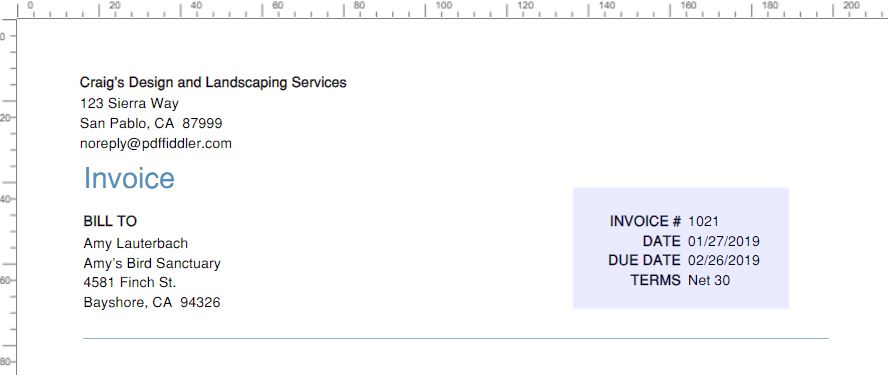 0 20 40 60 80 100 120 140 160 180 200
0
20
40
60
80
Craig's Design and Landscaping Services
123 Sierra Way
San Pablo, CA  87999
noreply@pdffiddler.com
Invoice
BILL TO
Amy Lauterbach
Amy's Bird Sanctuary
4581 Finch St.
Bayshore, CA  94326
INVOICE # 1021
DATE 01/27/2019
DUE DATE 02/26/2019
TERMS Net 30